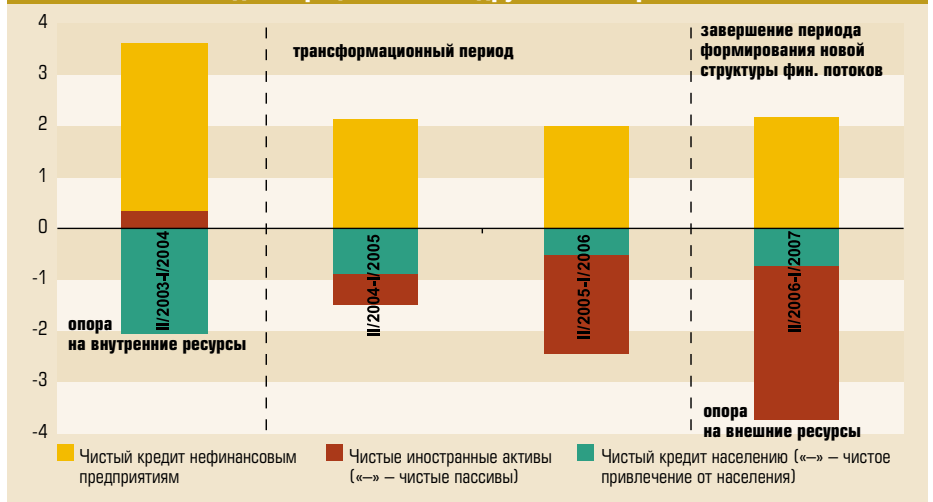 4
3
2
1
0
-1
-2
-3
-4
трансформационный период
завершение периода
формирования новой
структуры фин. потоков
опора
на внутренние ресурсы
II/2003-I/2004
II/2004-I/2005
II/2005-I/2006
II/2006-I/2007
опора
на внешние ресурсы
Чистый кредит нефинансовым
предприятиям
Чистые иностранные активы
(«–» – чистые пассивы)
Чистый кредит населению («–» – чистое
привлечение от населения)